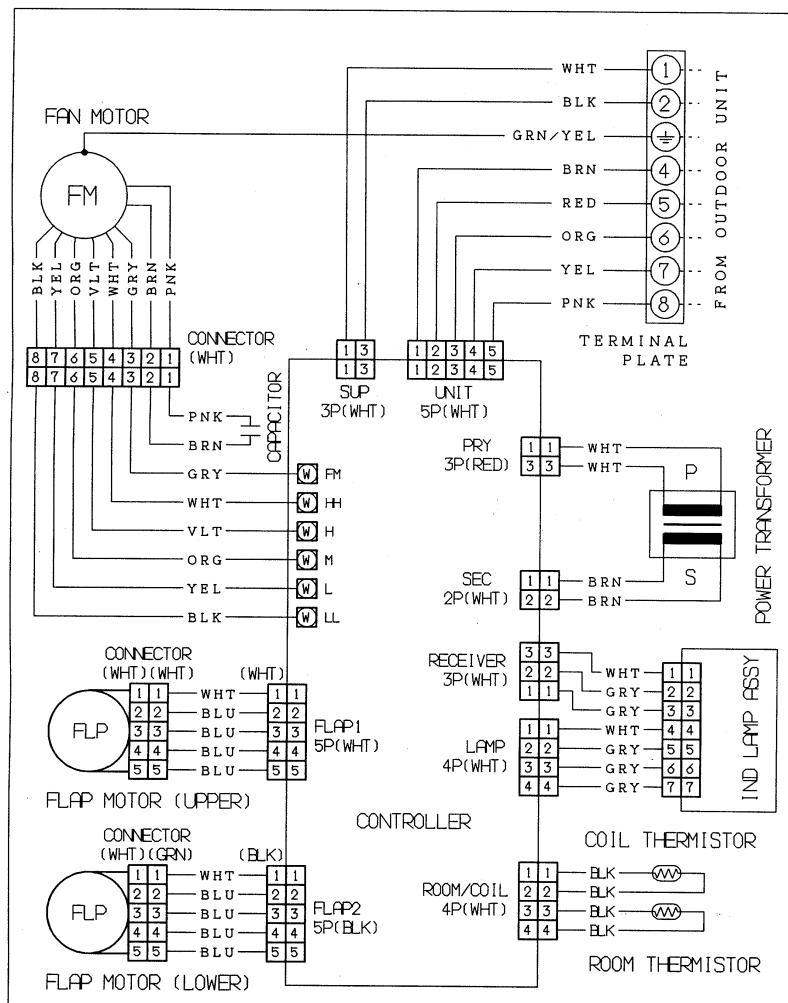 WHT 1
BLK 2
GRN/YEL
BRN 4
RED 5
ORG 6
YEL 7
PNK 8
FROM OUTDOOR UNIT
TERMINAL
PLATE
FAN MOTOR
FM
BLK YEL ORG VLT WHT GRY BRN PNK
CONNECTOR
(WHT)
8 7 6 5 4 3 2 1
8 7 6 5 4 3 2 1
1 3
1 3
SUP
3P(WHT)
1 2 3 4 5
1 2 3 4 5
UNIT
5P(WHT)
PNK
BRN
CAPACITOR
GRY W FM
WHT W HH
VLT W H
ORG W M
YEL W L
BLK W LL
PRY
3P(RED)
1 1 WHT
3 3 WHT
P
S
POWER TRANSFORMER
SEC
2P(WHT)
1 1 BRN
2 2 BRN
RECEIVER
3P(WHT)
3 3
2 2
1 1
WHT 1 1
GRY 2 2
GRY 3 3
LAMP
4P(WHT)
1 1 WHT 4 4
2 2 GRY 5 5
3 3 GRY 6 6
4 4 GRY 7 7
IND LAMP ASSY
CONNECTOR
(WHT)(WHT) (WHT)
FLP
1 1 WHT 1 1
2 2 BLU 2 2
3 3 BLU 3 3
4 4 BLU 4 4
5 5 BLU 5 5
FLAP1
5P(WHT)
FLAP MOTOR (UPPER)
CONTROLLER
CONNECTOR
(WHT)(GRN) (BLK)
FLP
1 1 WHT 1 1
2 2 BLU 2 2
3 3 BLU 3 3
4 4 BLU 4 4
5 5 BLU 5 5
FLAP2
5P(BLK)
FLAP MOTOR (LOWER)
COIL THERMISTOR
ROOM/COIL
4P(WHT)
1 1 BLK
2 2 BLK
3 3 BLK
4 4 BLK
ROOM THERMISTOR